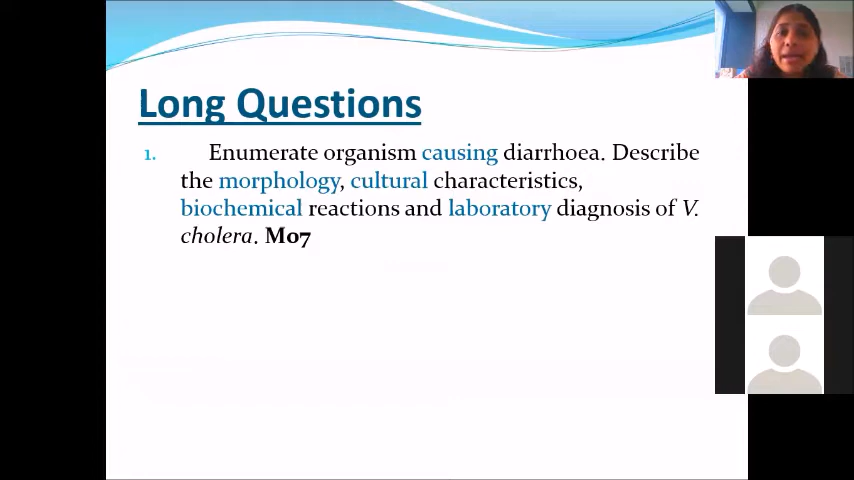 Long Questions
1. Enumerate organism causing diarrhoea. Describe
the morphology, cultural characteristics,
biochemical reactions and laboratory diagnosis of V.
cholera. M07